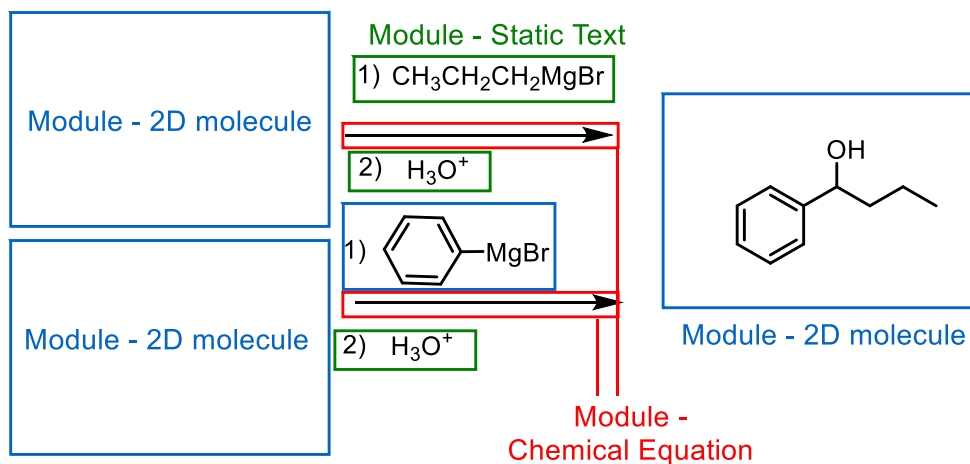 Module - Static Text
1) CH₃CH₂CH₂MgBr
Module - 2D molecule
2) H₃O⁺
OH
1) MgBr
Module - 2D molecule
2) H₃O⁺
Module - 2D molecule
Module -
Chemical Equation